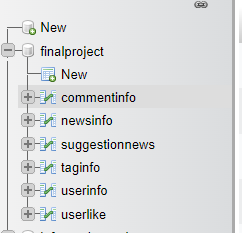 New
finalproject
New
commentinfo
newsinfo
suggestionnews
taginfo
userinfo
userlike